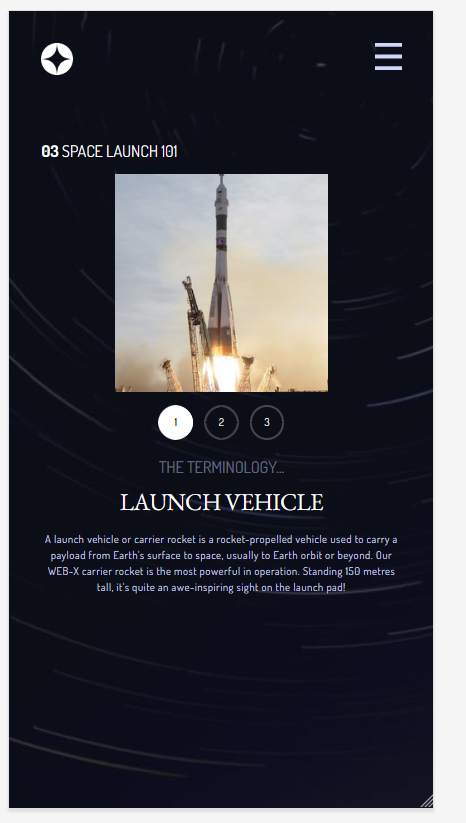 03 SPACE LAUNCH 101
1 2 3
THE TERMINOLOGY...
LAUNCH VEHICLE
A launch vehicle or carrier rocket is a rocket-propelled vehicle used to carry a
payload from Earth's surface to space, usually to Earth orbit or beyond. Our
WEB-X carrier rocket is the most powerful in operation. Standing 150 metres
tall, it's quite an awe-inspiring sight on the launch pad!